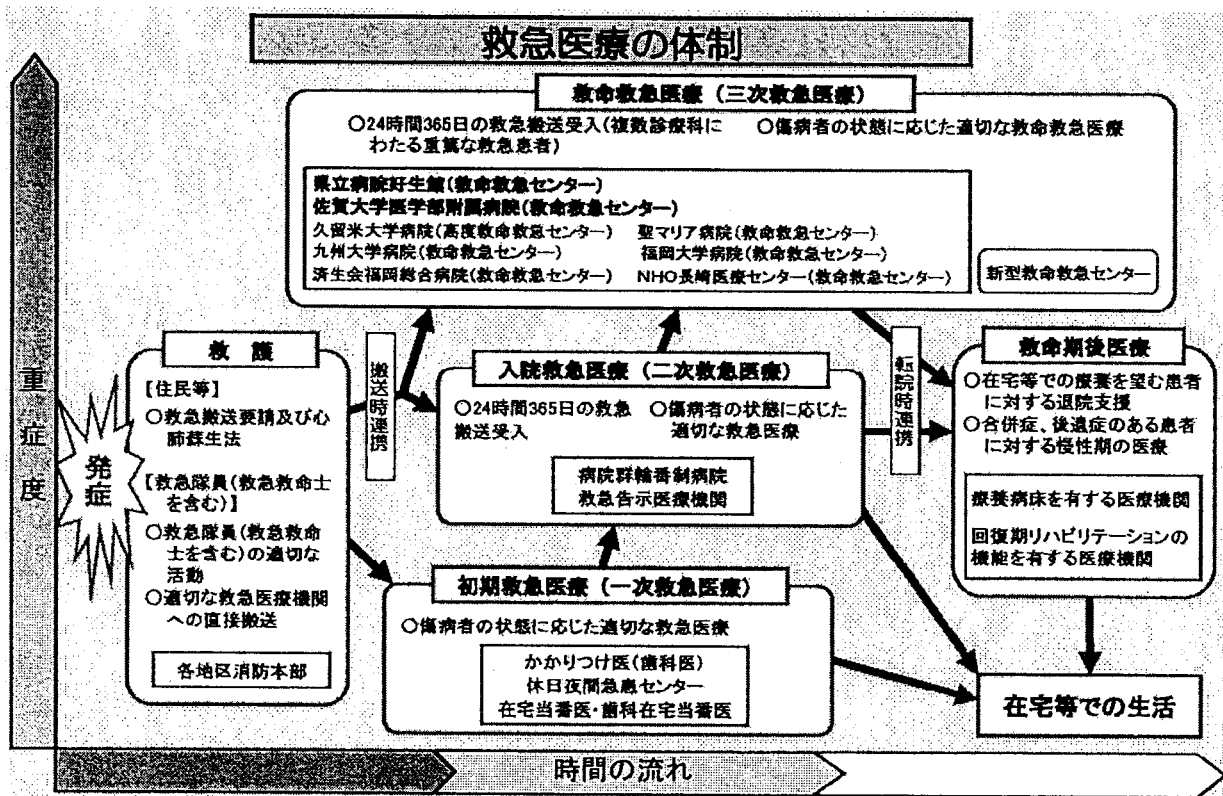 救急医療の体制
重症度
発症
救命救急医療（三次救急医療）
○24時間365日の救急搬送受入（複数診療科に
わたる重篤な救急患者）
○傷病者の状態に応じた適切な救命救急医療
県立病院好生館（救命救急センター）
佐賀大学医学部附属病院（救命救急センター）
久留米大学病院（高度救命救急センター）　聖マリア病院（救命救急センター）
九州大学病院（救命救急センター）　福岡大学病院（救命救急センター）
済生会福岡総合病院（救命救急センター）　NHO長崎医療センター（救命救急センター）
新型救命救急センター
救護
【住民等】
○救急搬送要請及び心
肺蘇生法
【救急隊員（救急救命士
を含む）】
○救急隊員（救急救命
士を含む）の適切な
活動
○適切な救急医療機関
への直接搬送
各地区消防本部
搬送時連携
入院救急医療（二次救急医療）
○24時間365日の救急
搬送受入
○傷病者の状態に応じた
適切な救急医療
病院群輪番制病院
救急告示医療機関
初期救急医療（一次救急医療）
○傷病者の状態に応じた適切な救急医療
かかりつけ医（歯科医）
休日夜間急患センター
在宅当番医・歯科在宅当番医
転院時連携
救命期後医療
○在宅等での療養を望む患者
に対する退院支援
○合併症、後遺症のある患者
に対する慢性期の医療
療養病床を有する医療機関
回復期リハビリテーションの
機能を有する医療機関
在宅等での生活
時間の流れ